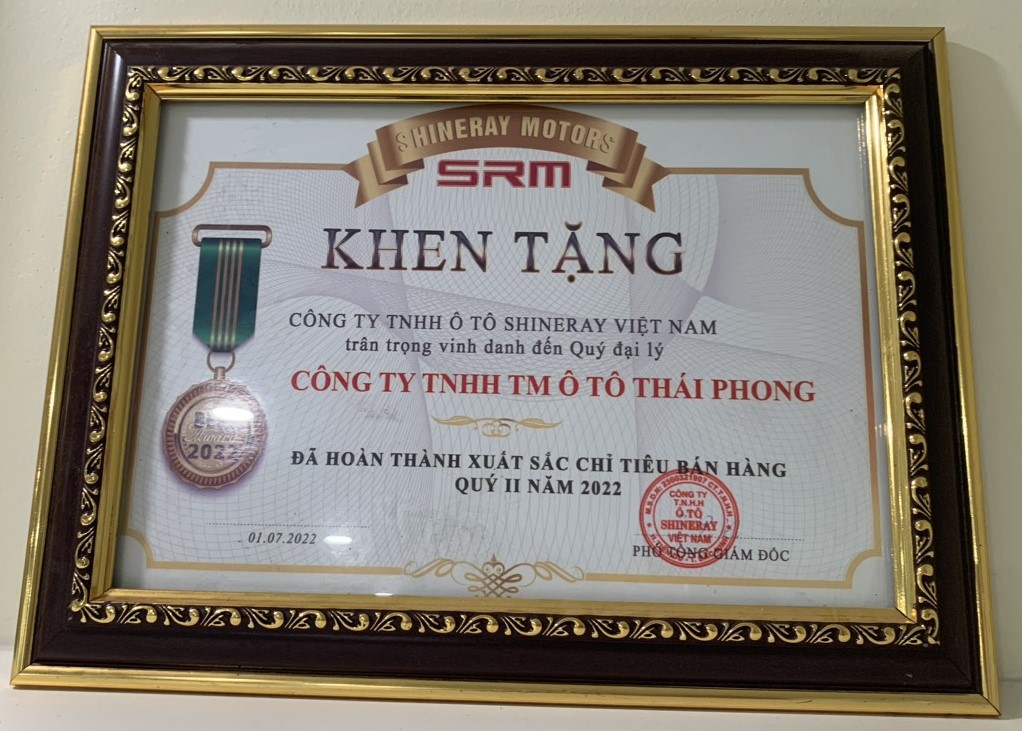 SHINERAY MOTORS
SRM
KHEN TẶNG
CÔNG TY TNHH Ô TÔ SHINERAY VIỆT NAM
trân trọng vinh danh đến Quý đại lý
CÔNG TY TNHH TM Ô TÔ THÁI PHONG
Award
2022
ĐÃ HOÀN THÀNH XUẤT SẮC CHỈ TIÊU BÁN HÀNG
QUÝ II NĂM 2022
01.07.2022
CÔNG TY
T.N.H.H
Ô TÔ
SHINERAY
VIỆT NAM
PHÓ TỔNG GIÁM ĐỐC